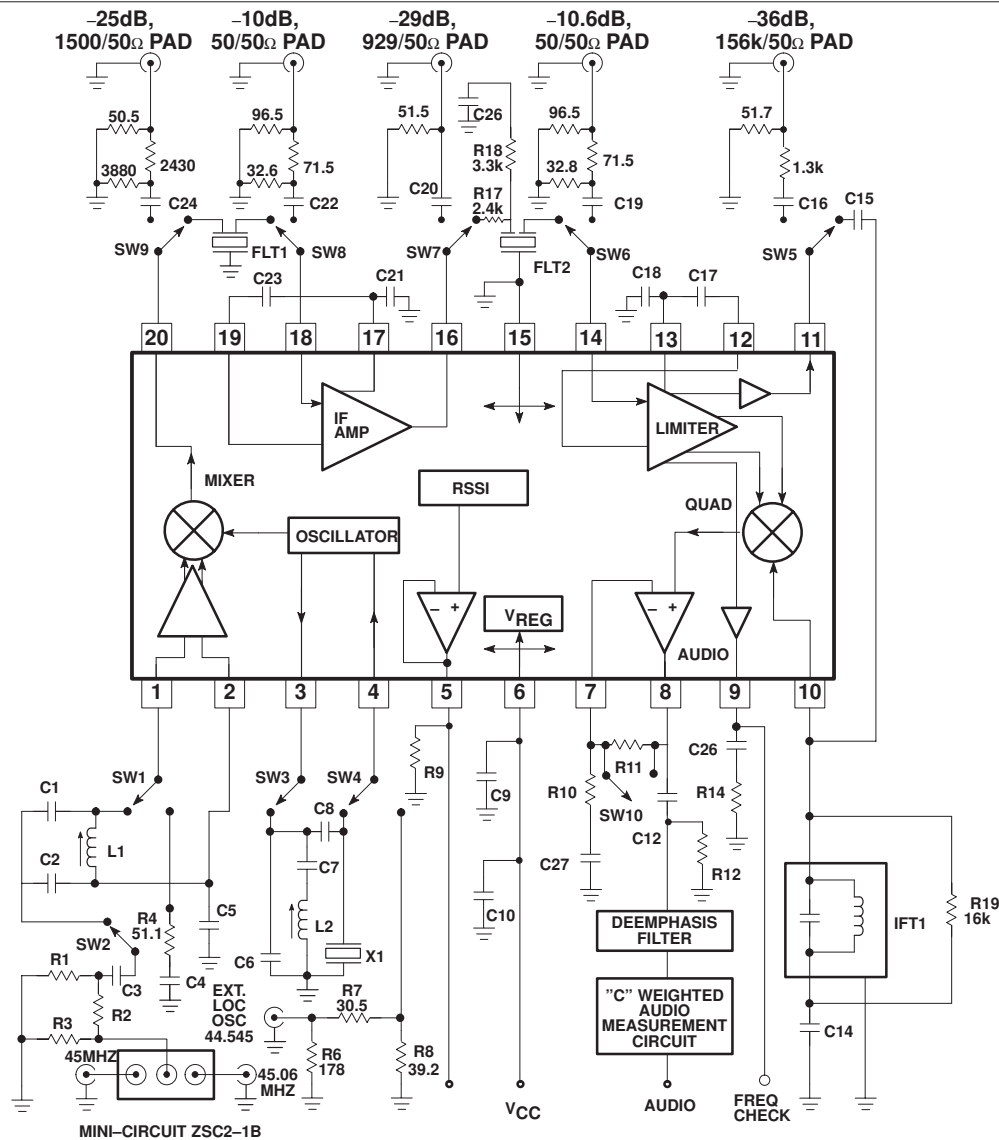 –25dB, –10dB, –29dB, –10.6dB, –36dB,
1500/50Ω PAD 50/50Ω PAD 929/50Ω PAD 50/50Ω PAD 156k/50Ω PAD
50.5 96.5 51.5 C26 96.5 51.7
R18
3.3k
3880 2430 32.6 71.5 32.8 71.5 1.3k
C24 C22 C20 R17
2.4k
C19 C16 C15
SW9 FLT1 SW8 SW7 FLT2 SW6 SW5
C23 C21 C18 C17
20 19 18 17 16 15 14 13 12 11
IF
AMP
LIMITER
MIXER
RSSI
QUAD
OSCILLATOR
– +
VREG
– +
AUDIO
1 2 3 4 5 6 7 8 9 10
SW1 SW3 SW4 R9 C9 R11 C26
C1 C8 R10 SW10 R14
L1 C7 C12
C2 C27 R12
R4
51.1
C5 L2 C10 IFT1 R19
16k
SW2 C6 X1
DEEMPHASIS
FILTER
R1 C3 C4
R2
EXT.
LOC
OSC
44.545
R7
30.5
"C" WEIGHTED
AUDIO
MEASUREMENT
CIRCUIT
C14
R3 R6
178
R8
39.2
45MHZ 45.06
MHZ
VCC AUDIO FREQ
CHECK
MINI–CIRCUIT ZSC2–1B